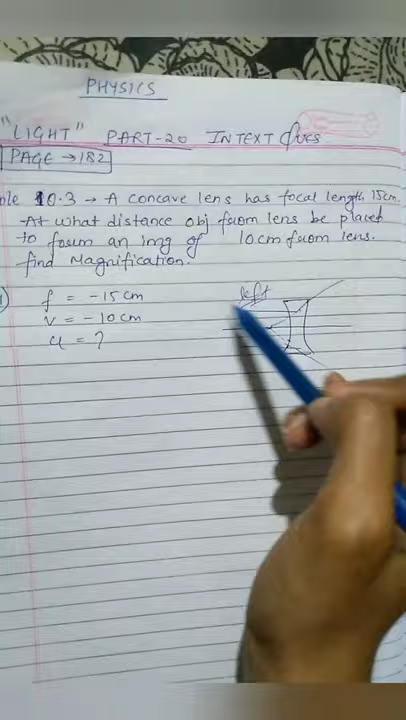 PHYSICS
"LIGHT" PART-20 INTEXT QUES
PAGE → 182
ple 10.3 → A concave lens has focal length 15cm.
At what distance obj from lens be placed
to form an img of 10cm from lens.
find Magnification.
f = -15 cm
left
v = -10 cm
u = ?